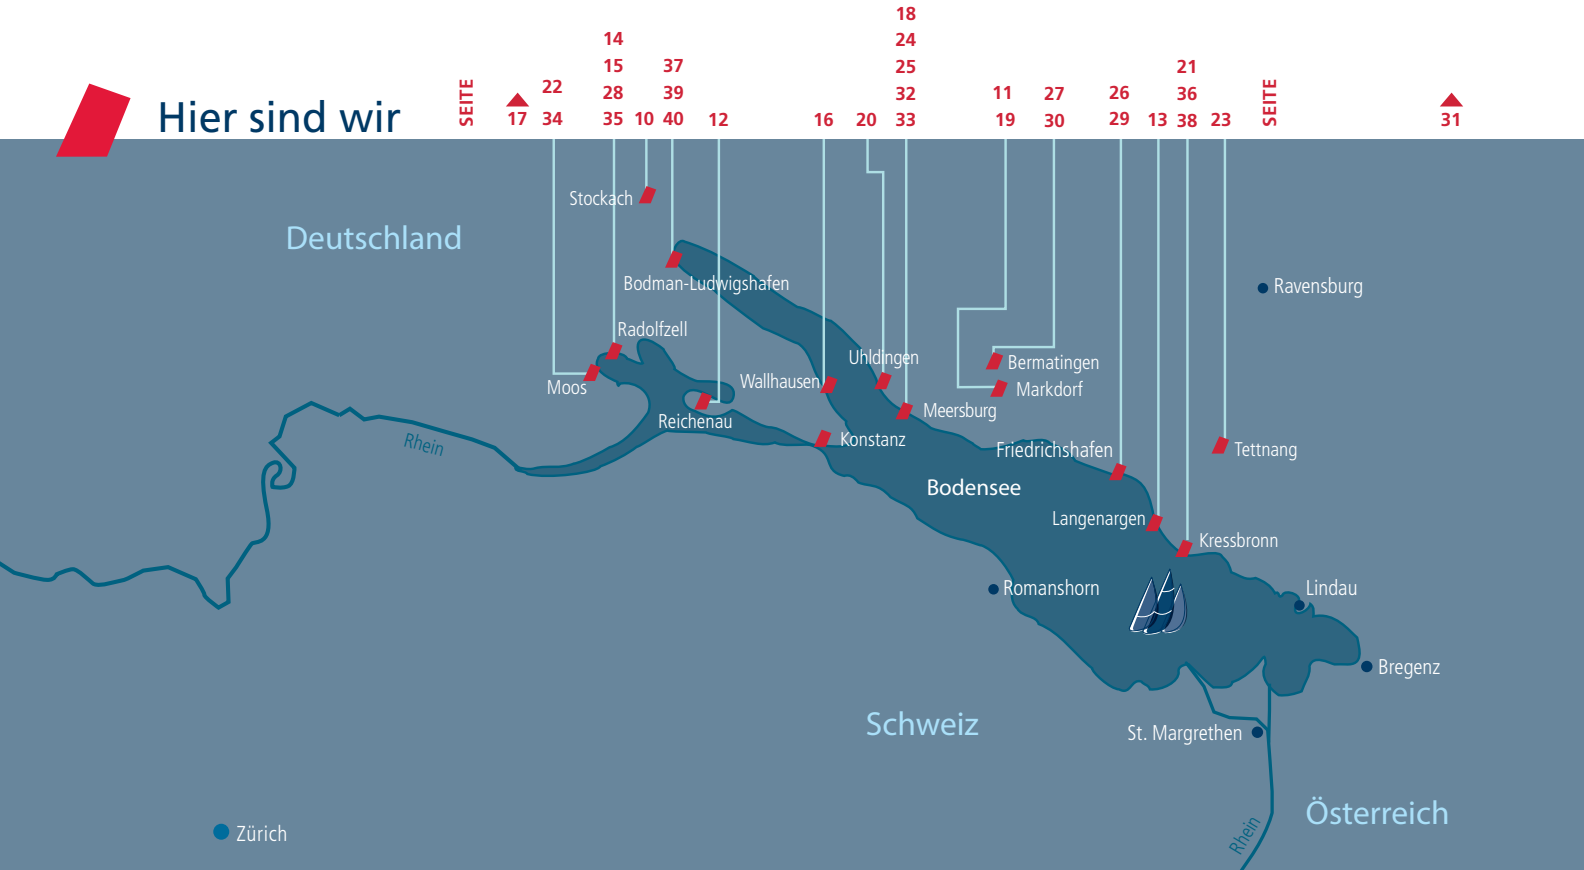 Hier sind wir
SEITE
17
22
34
14
15
28
35
10
37
39
40
12
16
20
18
24
25
32
33
11
19
27
30
26
29
13
21
36
38
23
SEITE
31
Stockach
Deutschland
Bodman-Ludwigshafen
Ravensburg
Radolfzell
Uhldingen
Bermatingen
Wallhausen
Moos
Markdorf
Meersburg
Reichenau
Konstanz
Rhein
Friedrichshafen
Tettnang
Bodensee
Langenargen
Kressbronn
Romanshorn
Lindau
Bregenz
Schweiz
St. Margrethen
Österreich
Zürich
Rhein